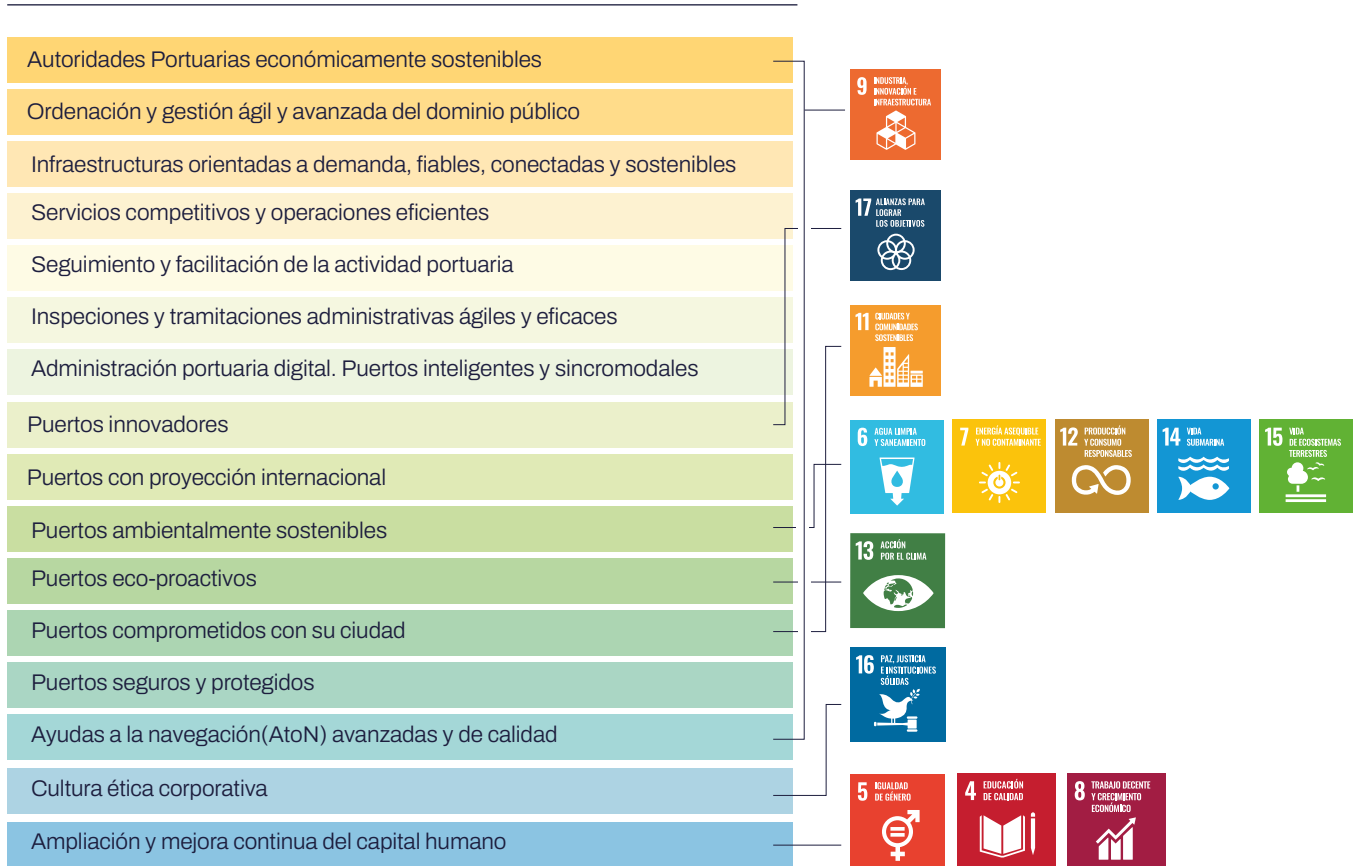 Autoridades Portuarias económicamente sostenibles
Ordenación y gestión ágil y avanzada del dominio público
Infraestructuras orientadas a demanda, fiables, conectadas y sostenibles
Servicios competitivos y operaciones eficientes
Seguimiento y facilitación de la actividad portuaria
Inspeciones y tramitaciones administrativas ágiles y eficaces
Administración portuaria digital. Puertos inteligentes y sincromodales
Puertos innovadores
Puertos con proyección internacional
Puertos ambientalmente sostenibles
Puertos eco-proactivos
Puertos comprometidos con su ciudad
Puertos seguros y protegidos
Ayudas a la navegación(AtoN) avanzadas y de calidad
Cultura ética corporativa
Ampliación y mejora continua del capital humano
9 INDUSTRIA,
INNOVACIÓN E
INFRAESTRUCTURA
17 ALIANZAS PARA
LOGRAR
LOS OBJETIVOS
11 CIUDADES Y
COMUNIDADES
SOSTENIBLES
6 AGUA LIMPIA
Y SANEAMIENTO
7 ENERGÍA ASEQUIBLE
Y NO CONTAMINANTE
12 PRODUCCIÓN
Y CONSUMO
RESPONSABLES
14 VIDA
SUBMARINA
15 VIDA
DE ECOSISTEMAS
TERRESTRES
13 ACCIÓN
POR EL CLIMA
16 PAZ, JUSTICIA
E INSTITUCIONES
SÓLIDAS
5 IGUALDAD
DE GÉNERO
4 EDUCACIÓN
DE CALIDAD
8 TRABAJO DECENTE
Y CRECIMIENTO
ECONÓMICO